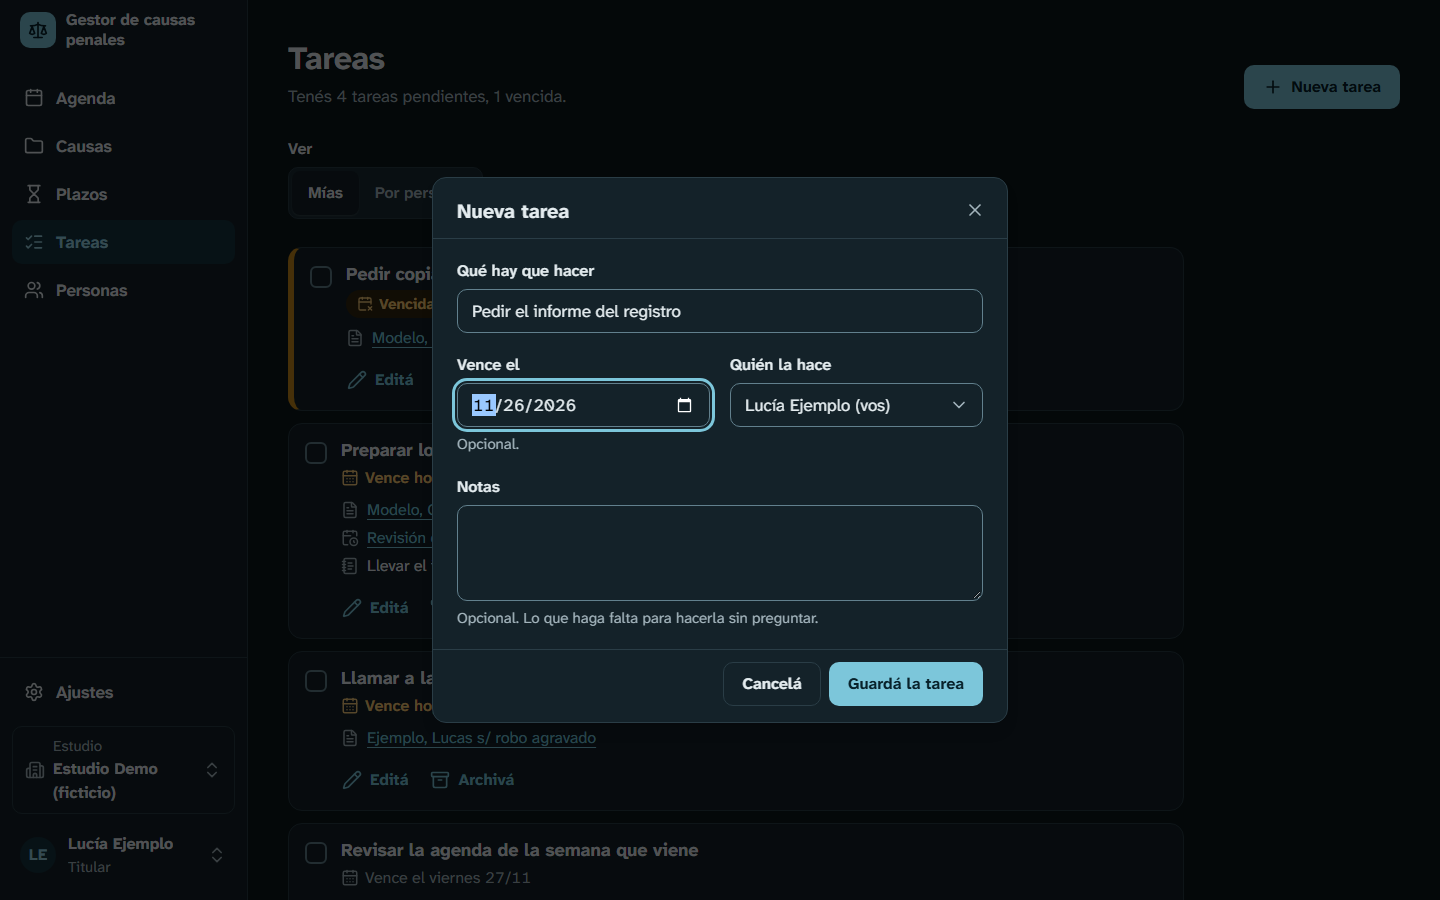 Gestor de causas
penales
Agenda
Causas
Plazos
Tareas
Personas
Ajustes
Estudio
Estudio Demo
(ficticio)
LE
Lucía Ejemplo
Titular
Tareas
Tenés 4 tareas pendientes, 1 vencida.
Nueva tarea
Ver
Mías
Por pers
Pedir copi
Vencida
Modelo,
Editá
Preparar lo
Vence ho
Modelo,
Revisión
Llevar el
Editá
Llamar a la
Vence ho
Ejemplo, Lucas s/ robo agravado
Editá
Archivá
Revisar la agenda de la semana que viene
Vence el viernes 27/11
Nueva tarea
Qué hay que hacer
Pedir el informe del registro
Vence el
Quién la hace
11/26/2026
Lucía Ejemplo (vos)
Opcional.
Notas
Opcional. Lo que haga falta para hacerla sin preguntar.
Cancelá
Guardá la tarea